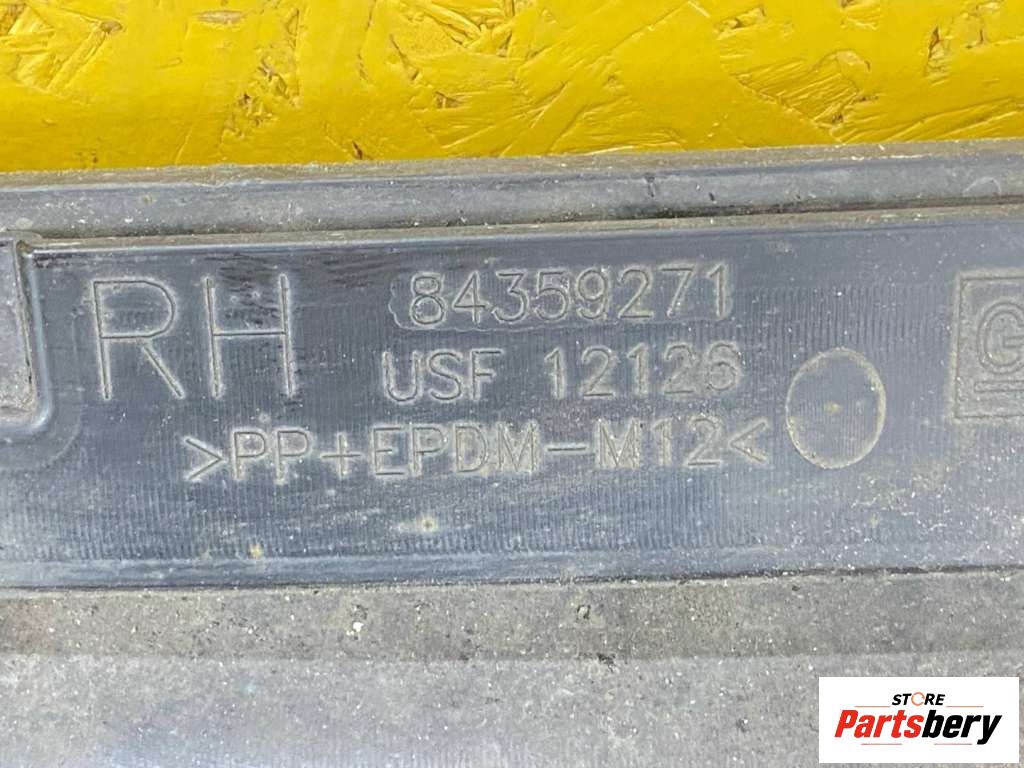 RH
84359271
USF 12126
>PP+EPDM-M12<
G
STORE
Partsbery